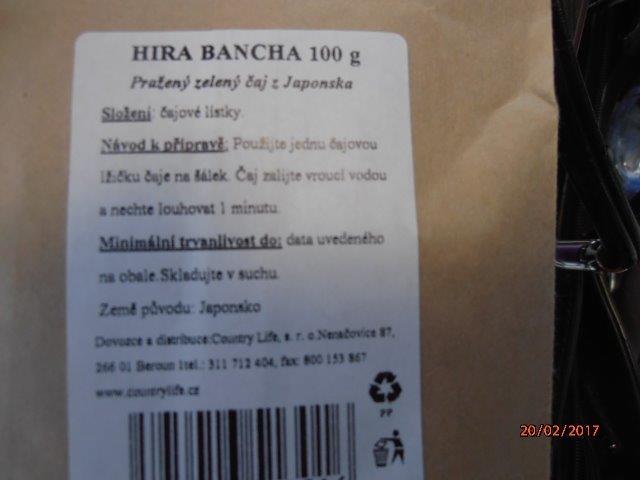 HIRA BANCHA 100 g
Pražený zelený čaj z Japonska
Složení: čajové lístky.
Návod k přípravě: Použijte jednu čajovou
lžičku čaje na šálek. Čaj zalijte vroucí vodou
a nechte louhovat 1 minutu.
Minimální trvanlivost do: data uvedeného
na obale.Skladujte v suchu.
Země původu: Japonsko
Dovozce a distribuce:Country Life, s. r. o.Nenačovice 87,
266 01 Beroun 1tel.: 311 712 404, fax: 800 153 867
www.countrylife.cz
PP
20/02/2017